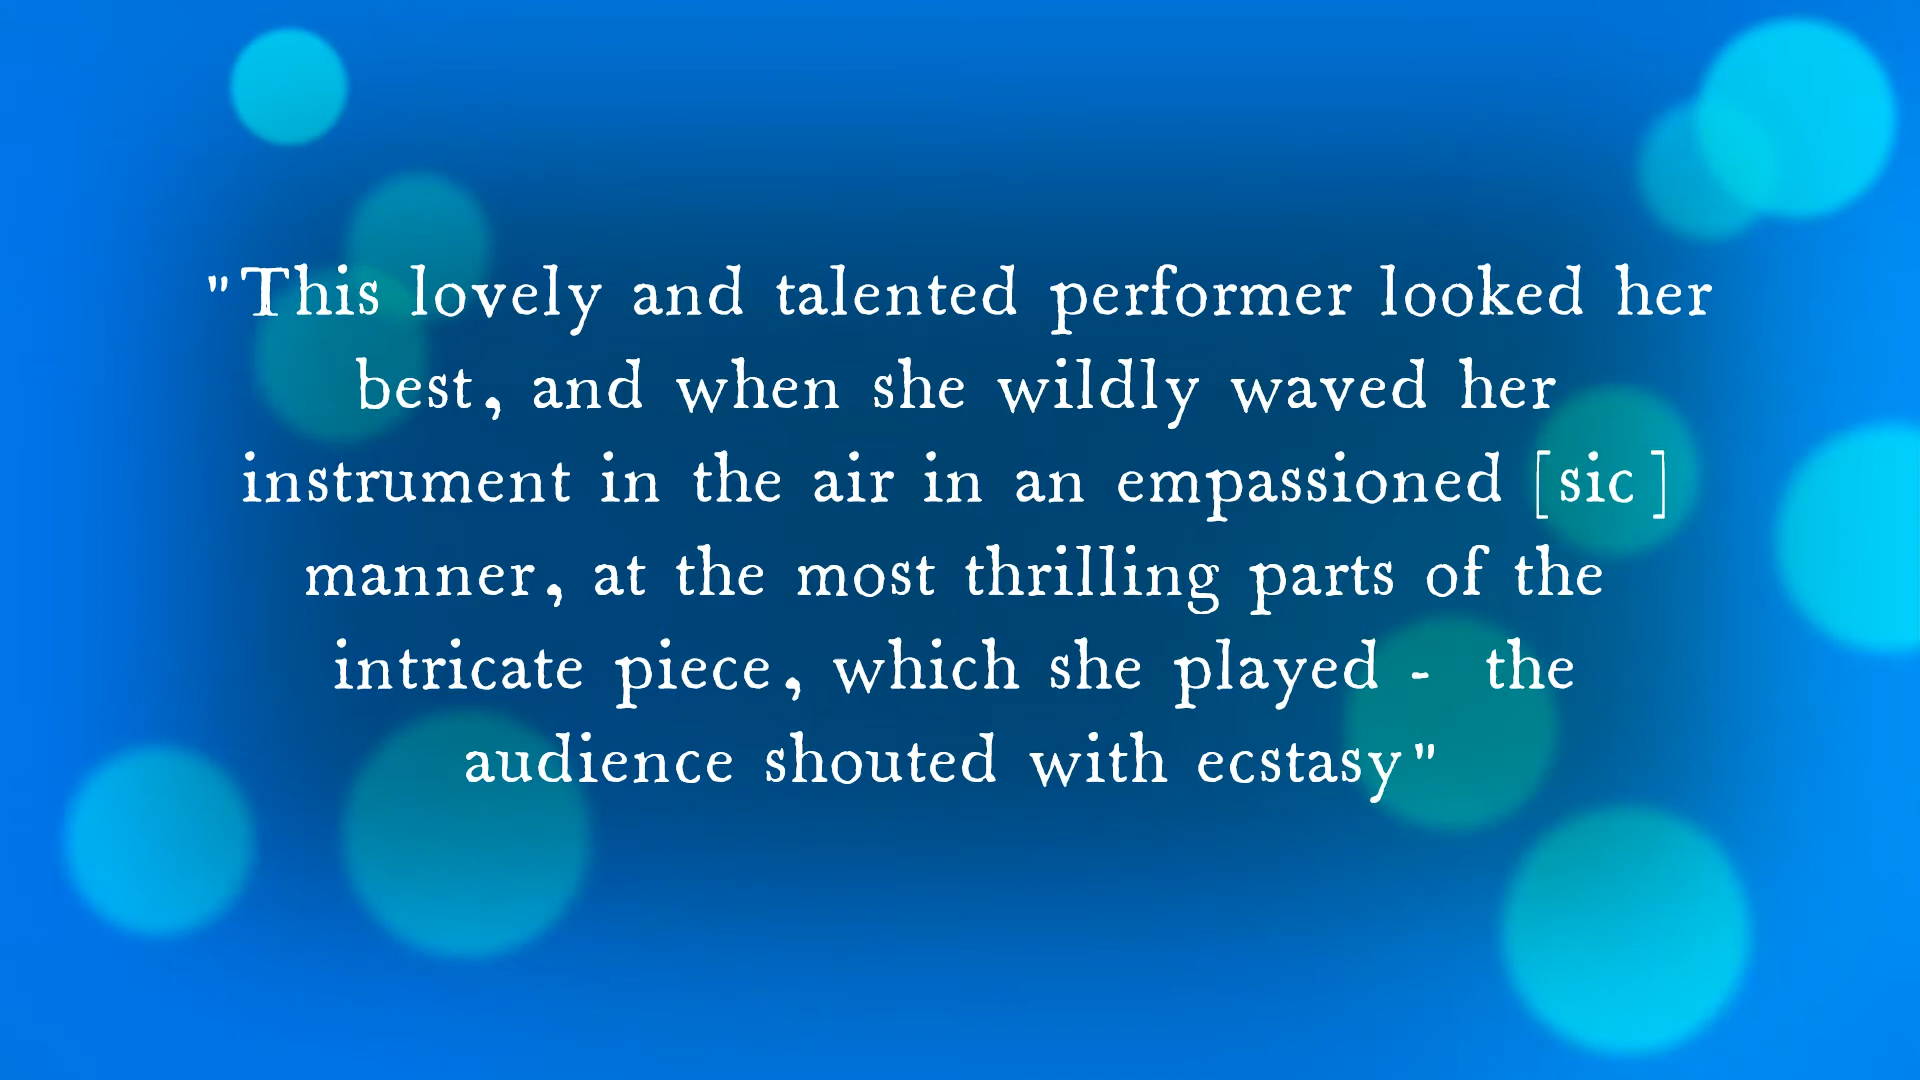 "This lovely and talented performer looked her
best, and when she wildly waved her
instrument in the air in an empassioned [sic]
manner, at the most thrilling parts of the
intricate piece, which she played - the
audience shouted with ecstasy"